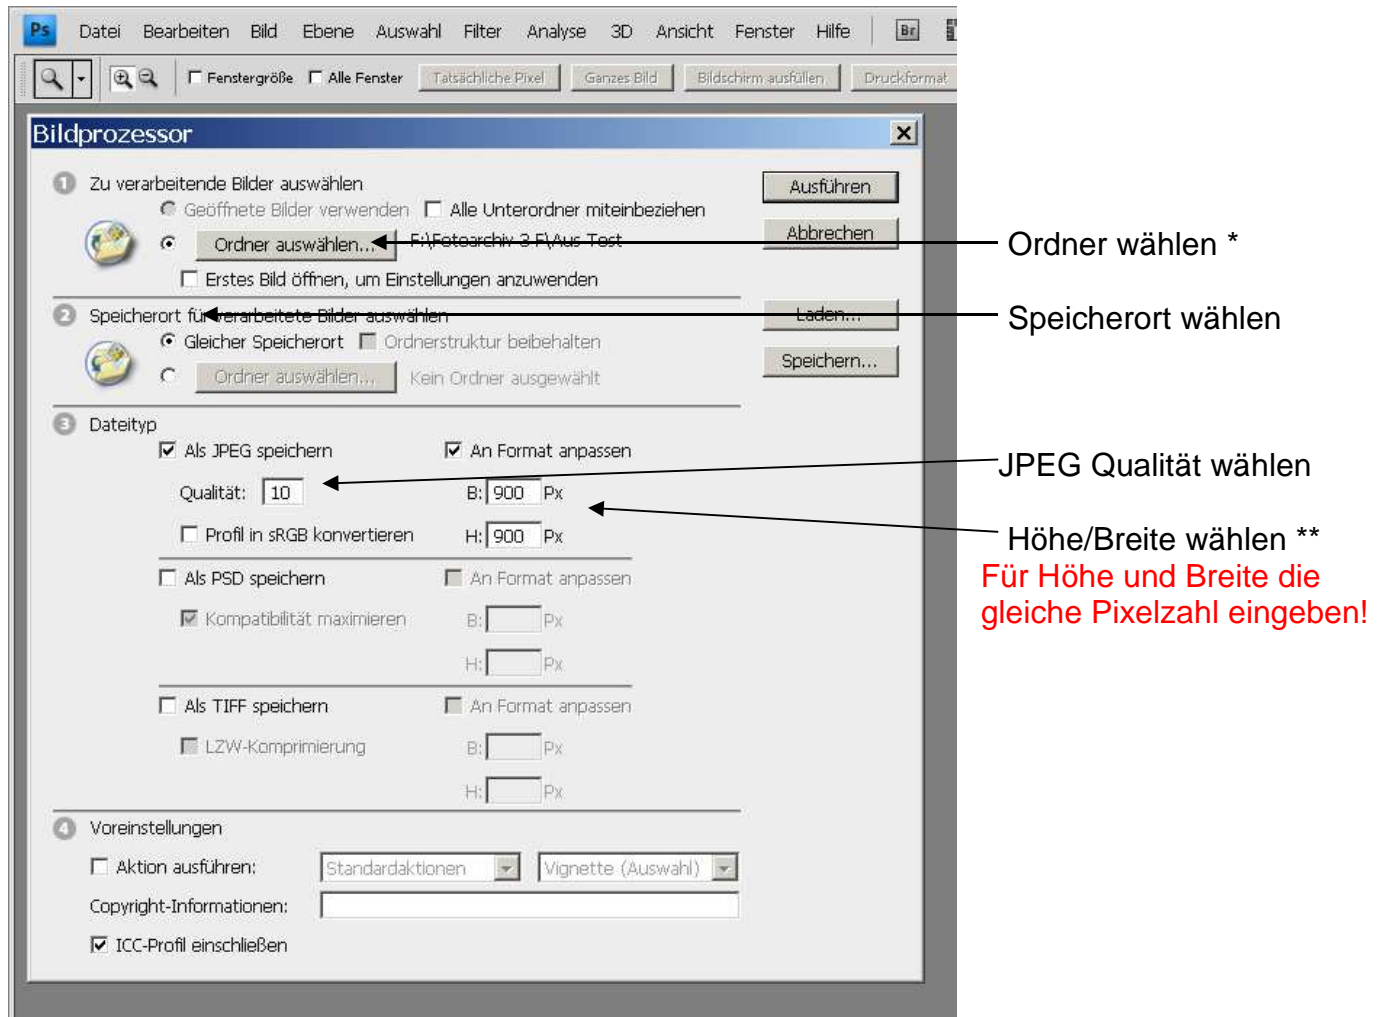 Ps Datei Bearbeiten Bild Ebene Auswahl Filter Analyse 3D Ansicht Fenster Hilfe Br
Fenstergröße Alle Fenster Tatsächliche Pixel Ganzes Bild Bildschirm ausfüllen Druckformat
Bildprozessor
1 Zu verarbeitende Bilder auswählen
Ausführen
Geöffnete Bilder verwenden Alle Unterordner miteinbeziehen
Ordner auswählen... F:\Fotoarchiv 3 F\Aus Test
Abbrechen
Ordner wählen *
Erstes Bild öffnen, um Einstellungen anzuwenden
2 Speicherort für verarbeitete Bilder auswählen
Laden...
Speicherort wählen
Gleicher Speicherort Ordnerstruktur beibehalten
Speichern...
Ordner auswählen... Kein Ordner ausgewählt
3 Dateityp
Als JPEG speichern An Format anpassen
JPEG Qualität wählen
Qualität: 10 B: 900 Px
Profil in sRGB konvertieren H: 900 Px
Höhe/Breite wählen **
Für Höhe und Breite die
gleiche Pixelzahl eingeben!
Als PSD speichern An Format anpassen
Kompatibilität maximieren B: Px
H: Px
Als TIFF speichern An Format anpassen
LZW-Komprimierung B: Px
H: Px
4 Voreinstellungen
Aktion ausführen: Standardaktionen Vignette (Auswahl)
Copyright-Informationen:
ICC-Profil einschließen